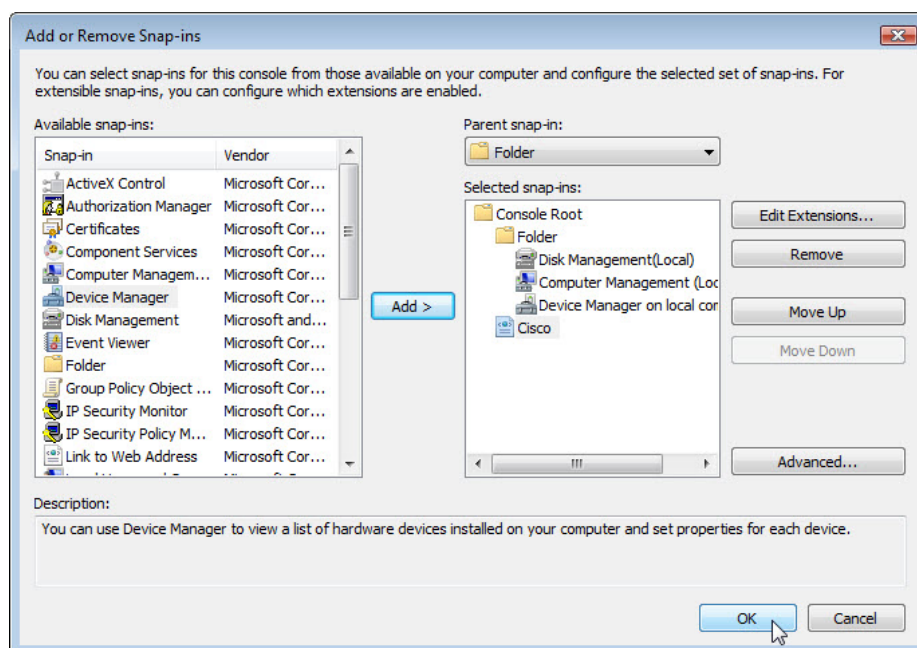 Add or Remove Snap-ins
You can select snap-ins for this console from those available on your computer and configure the selected set of snap-ins. For
extensible snap-ins, you can configure which extensions are enabled.
Available snap-ins:
Snap-in Vendor
ActiveX Control Microsoft Cor...
Authorization Manager Microsoft Cor...
Certificates Microsoft Cor...
Component Services Microsoft Cor...
Computer Managem... Microsoft Cor...
Device Manager Microsoft Cor...
Disk Management Microsoft and...
Event Viewer Microsoft Cor...
Folder Microsoft Cor...
Group Policy Object ... Microsoft Cor...
IP Security Monitor Microsoft Cor...
IP Security Policy M... Microsoft Cor...
Link to Web Address Microsoft Cor...
Add >
Parent snap-in:
Folder
Selected snap-ins:
Console Root
Folder
Disk Management(Local)
Computer Management (Loc
Device Manager on local cor
Cisco
Edit Extensions...
Remove
Move Up
Move Down
Advanced...
Description:
You can use Device Manager to view a list of hardware devices installed on your computer and set properties for each device.
OK
Cancel